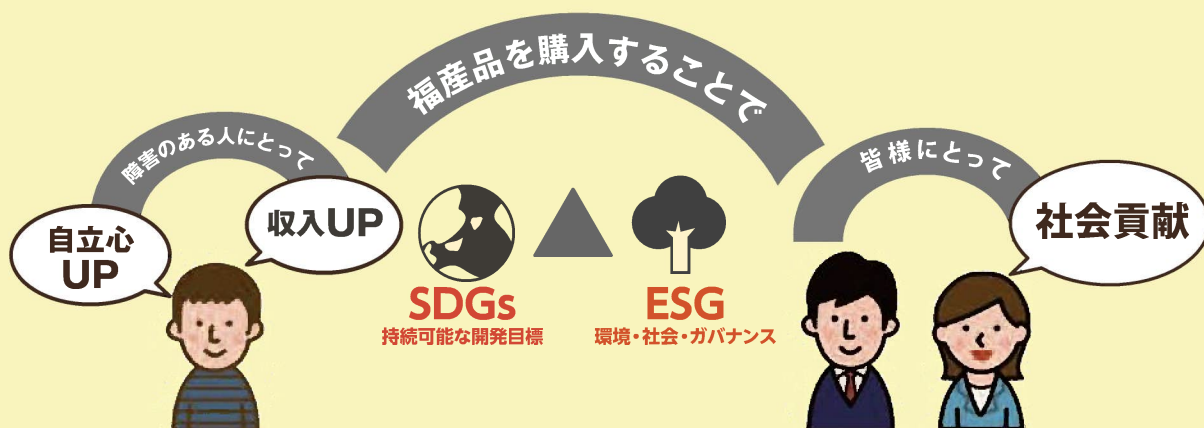 福産品を購入することで
障害のある人にとって
自立心
UP
収入UP
SDGs
持続可能な開発目標
ESG
環境・社会・ガバナンス
皆様にとって
社会貢献